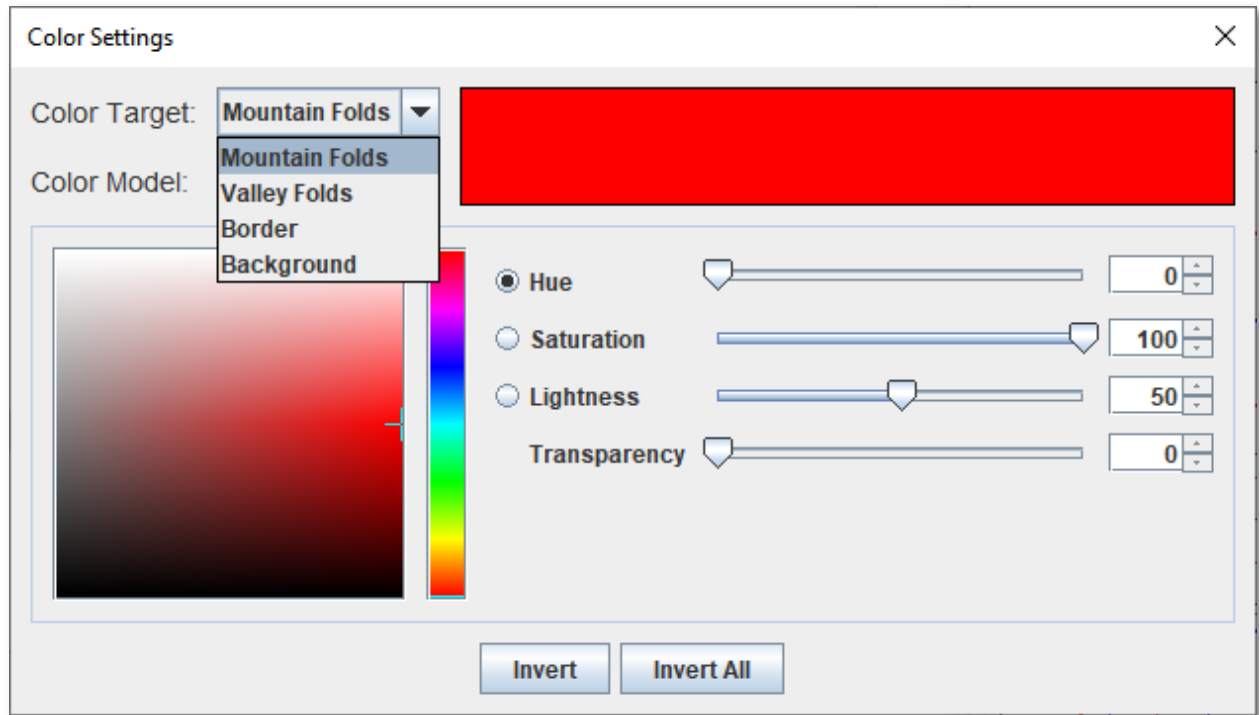 Color Settings
Color Target: Mountain Folds
Mountain Folds
Color Model:
Valley Folds
Border
Background
Hue 0
Saturation 100
Lightness 50
Transparency 0
Invert Invert All